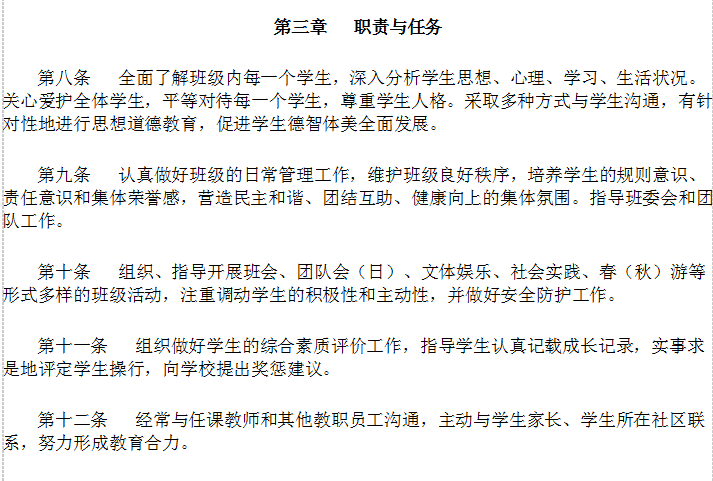 第三章　职责与任务
第八条　全面了解班级内每一个学生，深入分析学生思想、心理、学习、生活状况。
关心爱护全体学生，平等对待每一个学生，尊重学生人格。采取多种方式与学生沟通，有针
对性地进行思想道德教育，促进学生德智体美全面发展。
第九条　认真做好班级的日常管理工作，维护班级良好秩序，培养学生的规则意识、
责任意识和集体荣誉感，营造民主和谐、团结互助、健康向上的集体氛围。指导班委会和团
队工作。
第十条　组织、指导开展班会、团队会（日）、文体娱乐、社会实践、春（秋）游等
形式多样的班级活动，注重调动学生的积极性和主动性，并做好安全防护工作。
第十一条　组织做好学生的综合素质评价工作，指导学生认真记载成长记录，实事求
是地评定学生操行，向学校提出奖惩建议。
第十二条　经常与任课教师和其他教职员工沟通，主动与学生家长、学生所在社区联
系，努力形成教育合力。